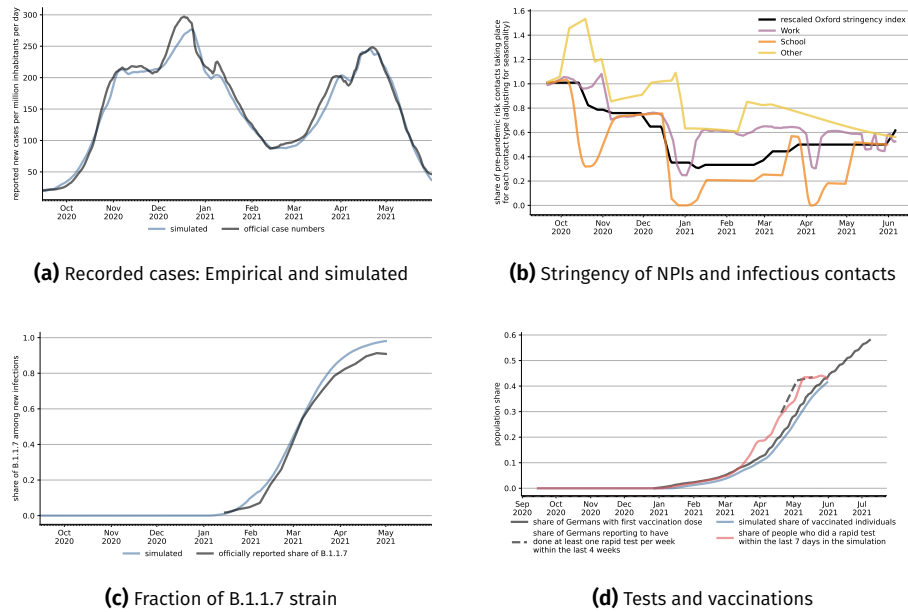 reported new cases per million inhabitants per day
300
250
200
150
100
50
Oct
2020
Nov
2020
Dec
2020
Jan
2021
Feb
2021
Mar
2021
Apr
2021
May
2021
simulated
official case numbers
(a) Recorded cases: Empirical and simulated
share of pre-pandemic risk contacts taking place
for each contact type (adjusting for seasonality)
1.6
1.4
1.2
1.0
0.8
0.6
0.4
0.2
0.0
rescaled Oxford stringency index
Work
School
Other
Oct
2020
Nov
2020
Dec
2020
Jan
2021
Feb
2021
Mar
2021
Apr
2021
May
2021
Jun
2021
(b) Stringency of NPIs and infectious contacts
share of B.1.1.7 among new infections
1.0
0.8
0.6
0.4
0.2
0.0
Oct
2020
Nov
2020
Dec
2020
Jan
2021
Feb
2021
Mar
2021
Apr
2021
May
2021
simulated
officially reported share of B.1.1.7
(c) Fraction of B.1.1.7 strain
population share
0.6
0.5
0.4
0.3
0.2
0.1
0.0
Sep
2020
Oct
2020
Nov
2020
Dec
2020
Jan
2021
Feb
2021
Mar
2021
Apr
2021
May
2021
Jun
2021
Jul
2021
share of Germans with first vaccination dose
share of Germans reporting to have
done at least one rapid test per week
within the last 4 weeks
simulated share of vaccinated individuals
share of people who did a rapid test
within the last 7 days in the simulation
(d) Tests and vaccinations